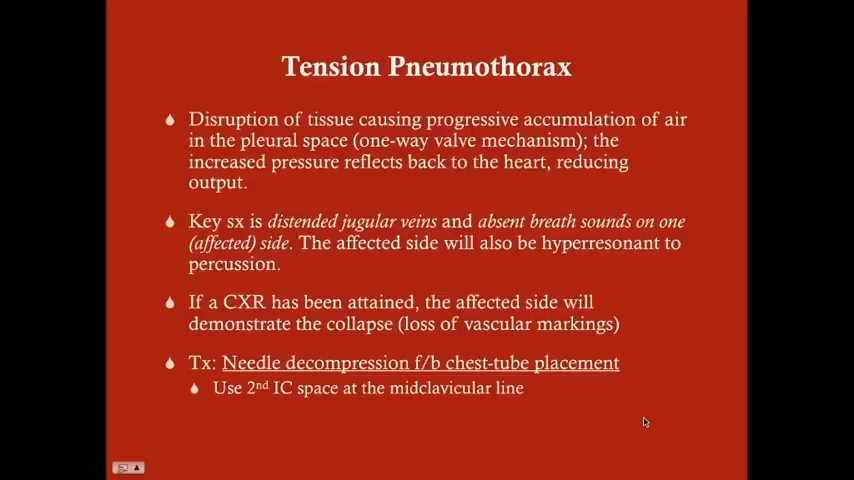 Tension Pneumothorax
Disruption of tissue causing progressive accumulation of air
in the pleural space (one-way valve mechanism); the
increased pressure reflects back to the heart, reducing
output.
Key sx is distended jugular veins and absent breath sounds on one
(affected) side. The affected side will also be hyperresonant to
percussion.
If a CXR has been attained, the affected side will
demonstrate the collapse (loss of vascular markings)
Tx: Needle decompression f/b chest-tube placement
Use 2nd IC space at the midclavicular line